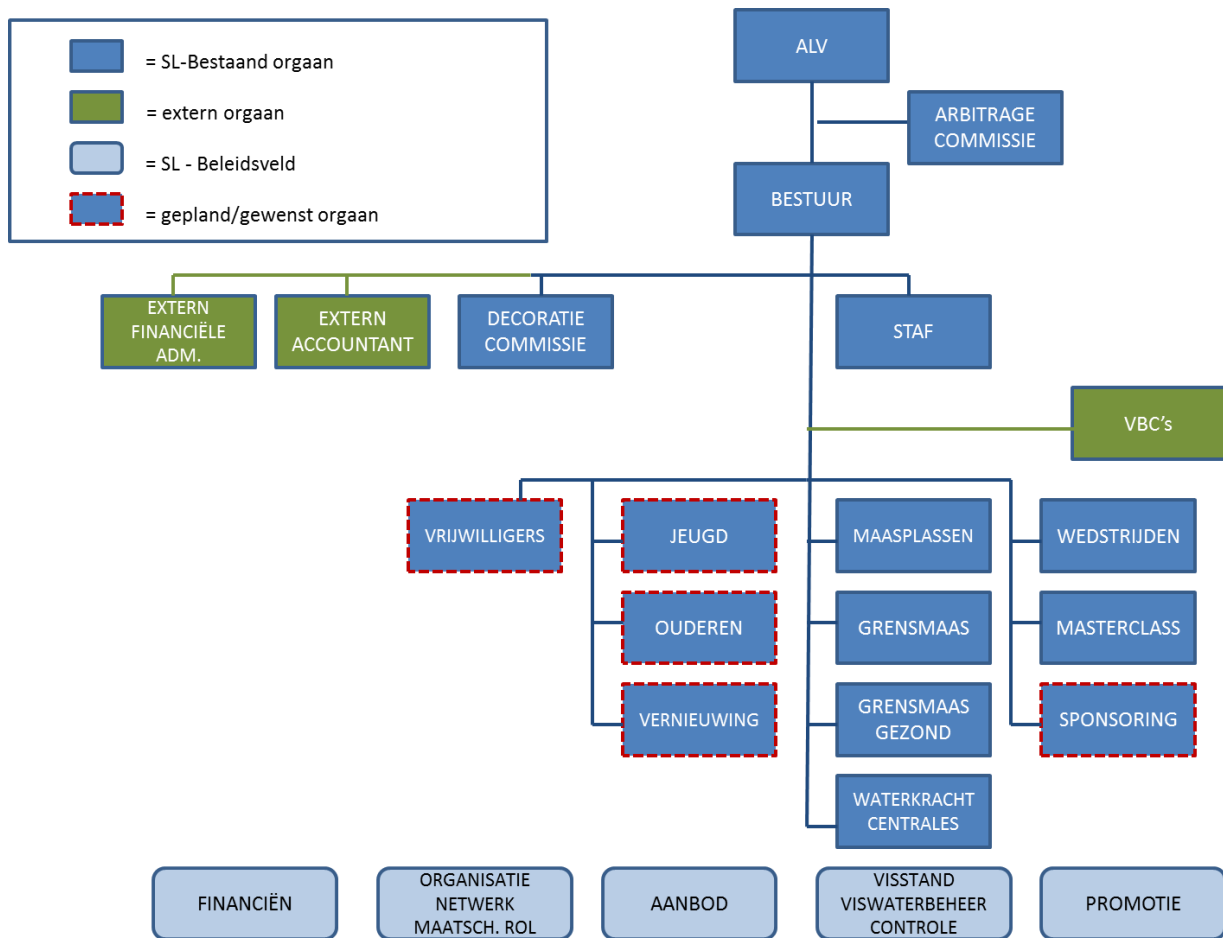 = SL-Bestaand orgaan
= extern orgaan
= SL - Beleidsveld
= gepland/gewenst orgaan
ALV
ARBITRAGE
COMMISSIE
BESTUUR
EXTERN
FINANCIËLE
ADM.
EXTERN
ACCOUNTANT
DECORATIE
COMMISSIE
STAF
VBC's
VRIJWILLIGERS
JEUGD
MAASPLASSEN
WEDSTRIJDEN
OUDEREN
GRENSMAAS
MASTERCLASS
VERNIEUWING
GRENSMAAS
GEZOND
SPONSORING
WATERKRACHT
CENTRALES
FINANCIËN
ORGANISATIE
NETWERK
MAATSCH. ROL
AANBOD
VISSTAND
VISWATERBEHEER
CONTROLE
PROMOTIE